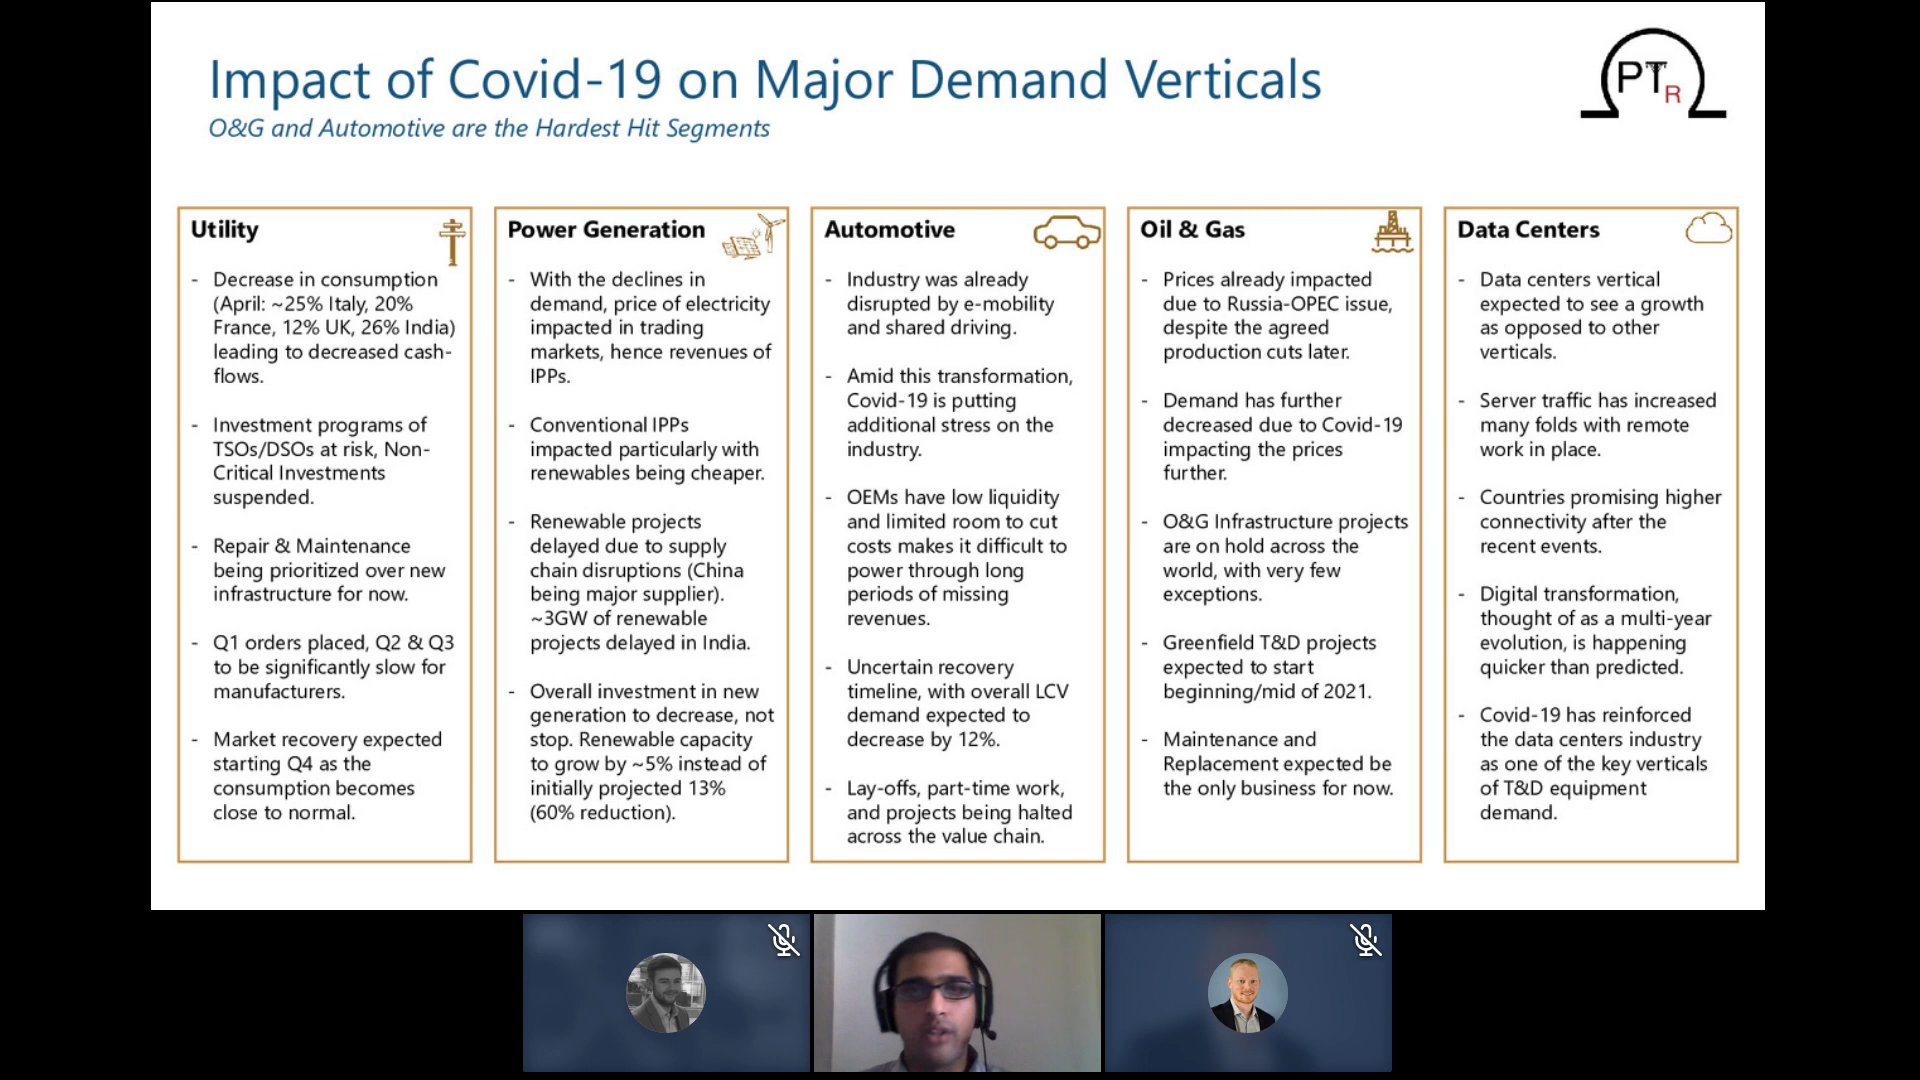 Impact of Covid-19 on Major Demand Verticals
O&G and Automotive are the Hardest Hit Segments
PTR
Utility
- Decrease in consumption
(April: ~25% Italy, 20%
France, 12% UK, 26% India)
leading to decreased cash-
flows.
- Investment programs of
TSOs/DSOs at risk, Non-
Critical Investments
suspended.
- Repair & Maintenance
being prioritized over new
infrastructure for now.
- Q1 orders placed, Q2 & Q3
to be significantly slow for
manufacturers.
- Market recovery expected
starting Q4 as the
consumption becomes
close to normal.
Power Generation
- With the declines in
demand, price of electricity
impacted in trading
markets, hence revenues of
IPPs.
- Conventional IPPs
impacted particularly with
renewables being cheaper.
- Renewable projects
delayed due to supply
chain disruptions (China
being major supplier).
~3GW of renewable
projects delayed in India.
- Overall investment in new
generation to decrease, not
stop. Renewable capacity
to grow by ~5% instead of
initially projected 13%
(60% reduction).
Automotive
- Industry was already
disrupted by e-mobility
and shared driving.
- Amid this transformation,
Covid-19 is putting
additional stress on the
industry.
- OEMs have low liquidity
and limited room to cut
costs makes it difficult to
power through long
periods of missing
revenues.
- Uncertain recovery
timeline, with overall LCV
demand expected to
decrease by 12%.
- Lay-offs, part-time work,
and projects being halted
across the value chain.
Oil & Gas
- Prices already impacted
due to Russia-OPEC issue,
despite the agreed
production cuts later.
- Demand has further
decreased due to Covid-19
impacting the prices
further.
- O&G Infrastructure projects
are on hold across the
world, with very few
exceptions.
- Greenfield T&D projects
expected to start
beginning/mid of 2021.
- Maintenance and
Replacement expected be
the only business for now.
Data Centers
- Data centers vertical
expected to see a growth
as opposed to other
verticals.
- Server traffic has increased
many folds with remote
work in place.
- Countries promising higher
connectivity after the
recent events.
- Digital transformation,
thought of as a multi-year
evolution, is happening
quicker than predicted.
- Covid-19 has reinforced
the data centers industry
as one of the key verticals
of T&D equipment
demand.